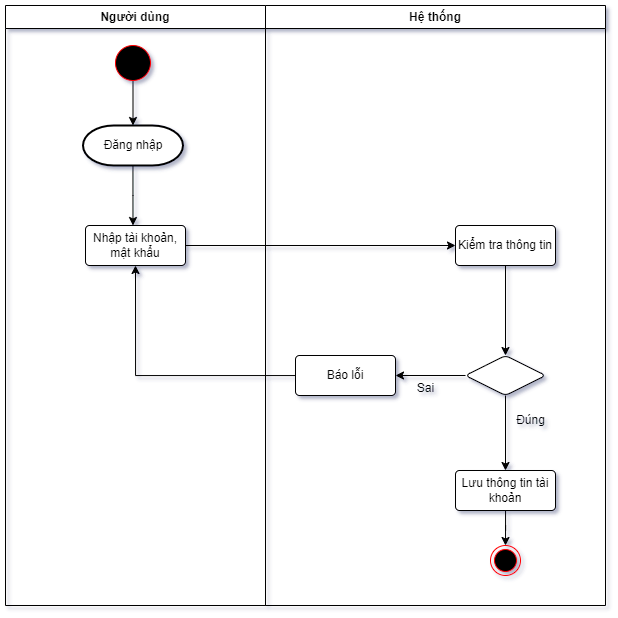 Người dùng
Hệ thống
Đăng nhập
Nhập tài khoản,
mật khẩu
Kiểm tra thông tin
Báo lỗi
Sai
Đúng
Lưu thông tin tài
khoản